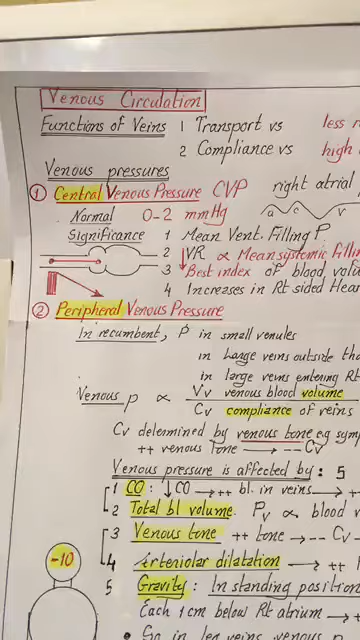 Venous Circulation
Functions of Veins 1 Transport vs less r
2 Compliance vs high
Venous pressures
① Central Venous Pressure CVP right atrial
Normal 0-2 mmHg a c v
Significance 1 Mean Vent. Filling P
2 ↓VR ∝ Mean systemic filling
3 Best index of blood volu
4 Increases in Rt sided Hear
② Peripheral Venous Pressure
In recumbent, P in small venules
in Large veins outside tho
in large veins entering Rt
Venous p ∝ Vv venous blood volume
Cv compliance of veins
Cv determined by venous tone eg symp
++ venous tone → -- Cv
Venous pressure is affected by: 5
1 CO: ↓CO → ++ bl. in veins → +
2 Total bl volume. Pv ∝ blood v
3 Venous tone ++ tone → -- Cv -
4 Arteriolar dilatation → ++ P
-10
5 Gravity: In standing position
Each 1cm below Rt atrium → +
• So in leg veins venous p